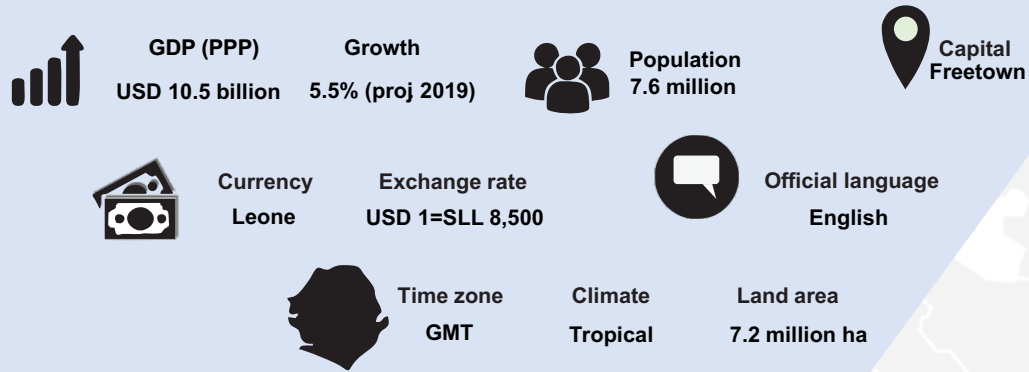 GDP (PPP) Growth
USD 10.5 billion 5.5% (proj 2019)
Population
7.6 million
Capital
Freetown
Currency Exchange rate
Leone USD 1=SLL 8,500
Official language
English
Time zone Climate Land area
GMT Tropical 7.2 million ha